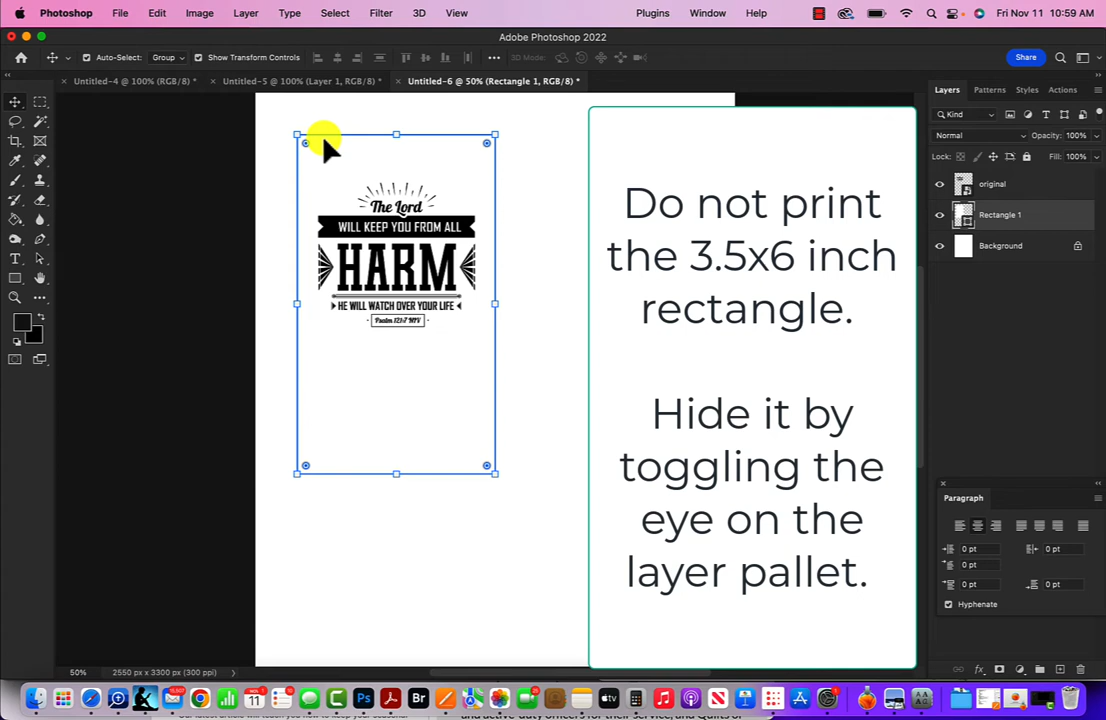 Photoshop File Edit Image Layer Type Select Filter 3D View Plugins Window Help Fri Nov 11 10:59 AM
Adobe Photoshop 2022
Auto-Select: Group Show Transform Controls 3D Mode: Share
Untitled-4 @ 100% (RGB/8) * Untitled-5 @ 100% (Layer 1, RGB/8) * Untitled-6 @ 50% (Rectangle 1, RGB/8) *
The Lord
WILL KEEP YOU FROM ALL
HARM
HE WILL WATCH OVER YOUR LIFE
- Psalm 121:7 NIV -
Do not print
the 3.5x6 inch
rectangle.
Hide it by
toggling the
eye on the
layer pallet.
Layers Patterns Styles Actions
Kind
Normal Opacity: 100%
Lock: Fill: 100%
original
Rectangle 1
Background
Paragraph
0 pt 0 pt
0 pt
0 pt 0 pt
Hyphenate
50% 2550 px x 3300 px (300 ppi)
NOV
11
Ps
Br
tv